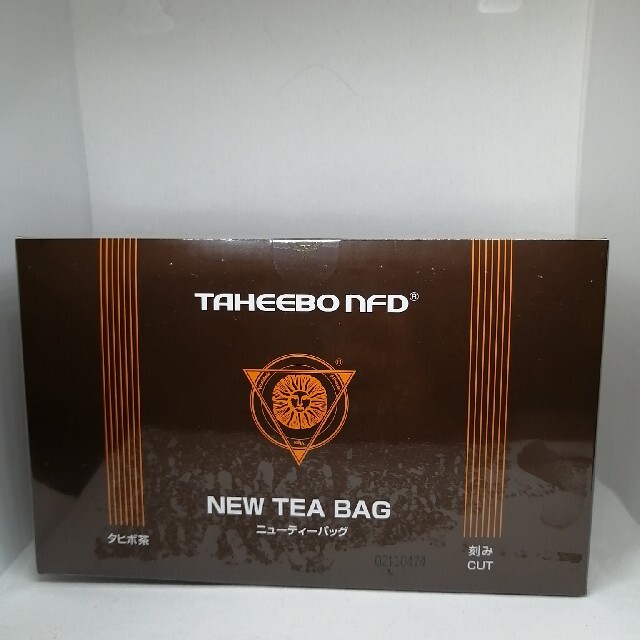 TAHEEBO NFD®
®
NEW TEA BAG
ニューティーバッグ
タヒボ茶
刻み
CUT
02110474